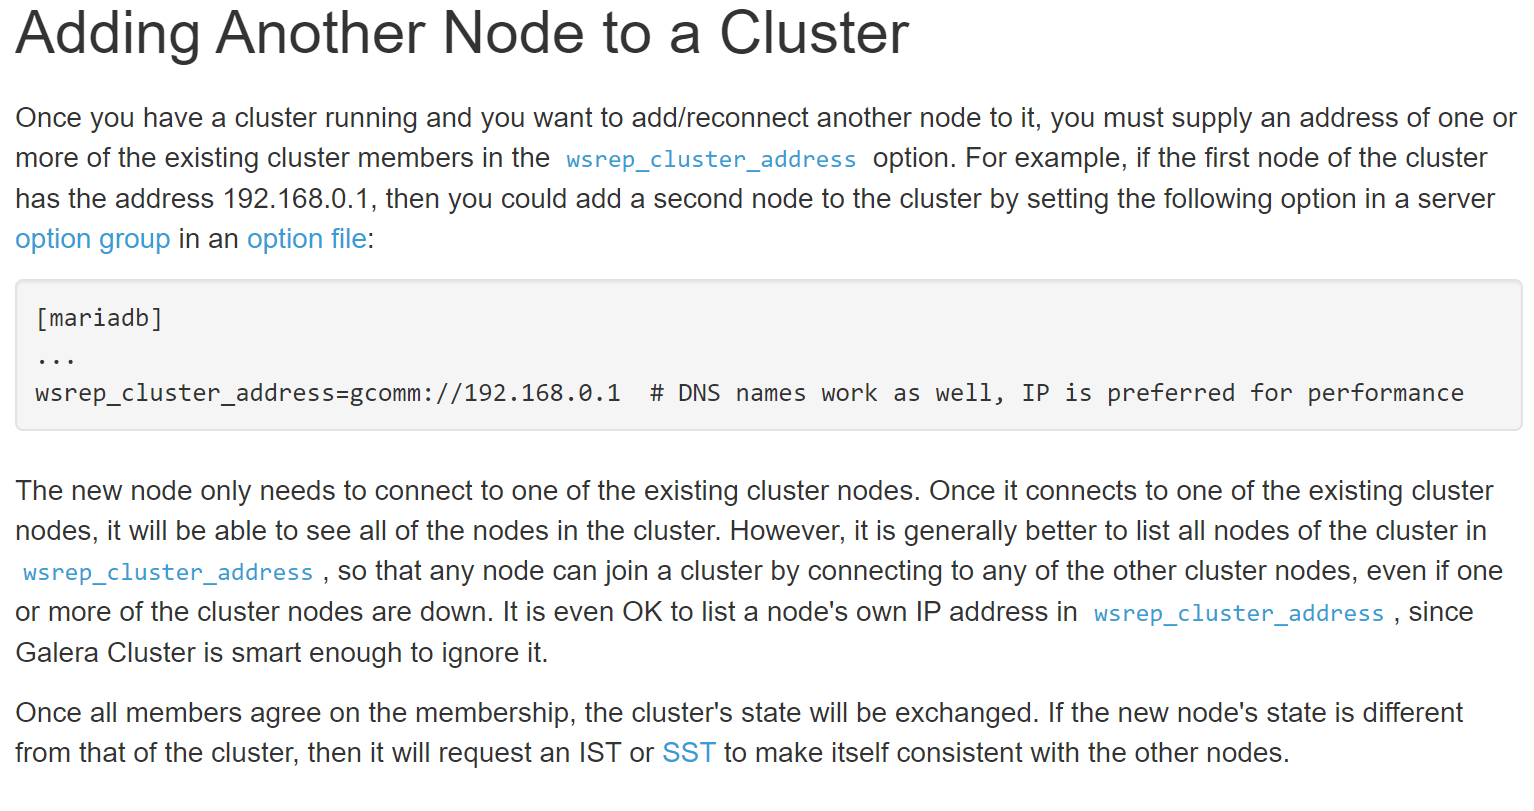 Adding Another Node to a Cluster
Once you have a cluster running and you want to add/reconnect another node to it, you must supply an address of one or
more of the existing cluster members in the wsrep_cluster_address option. For example, if the first node of the cluster
has the address 192.168.0.1, then you could add a second node to the cluster by setting the following option in a server
option group in an option file:
[mariadb]
...
wsrep_cluster_address=gcomm://192.168.0.1  # DNS names work as well, IP is preferred for performance
The new node only needs to connect to one of the existing cluster nodes. Once it connects to one of the existing cluster
nodes, it will be able to see all of the nodes in the cluster. However, it is generally better to list all nodes of the cluster in
wsrep_cluster_address , so that any node can join a cluster by connecting to any of the other cluster nodes, even if one
or more of the cluster nodes are down. It is even OK to list a node's own IP address in wsrep_cluster_address , since
Galera Cluster is smart enough to ignore it.
Once all members agree on the membership, the cluster's state will be exchanged. If the new node's state is different
from that of the cluster, then it will request an IST or SST to make itself consistent with the other nodes.